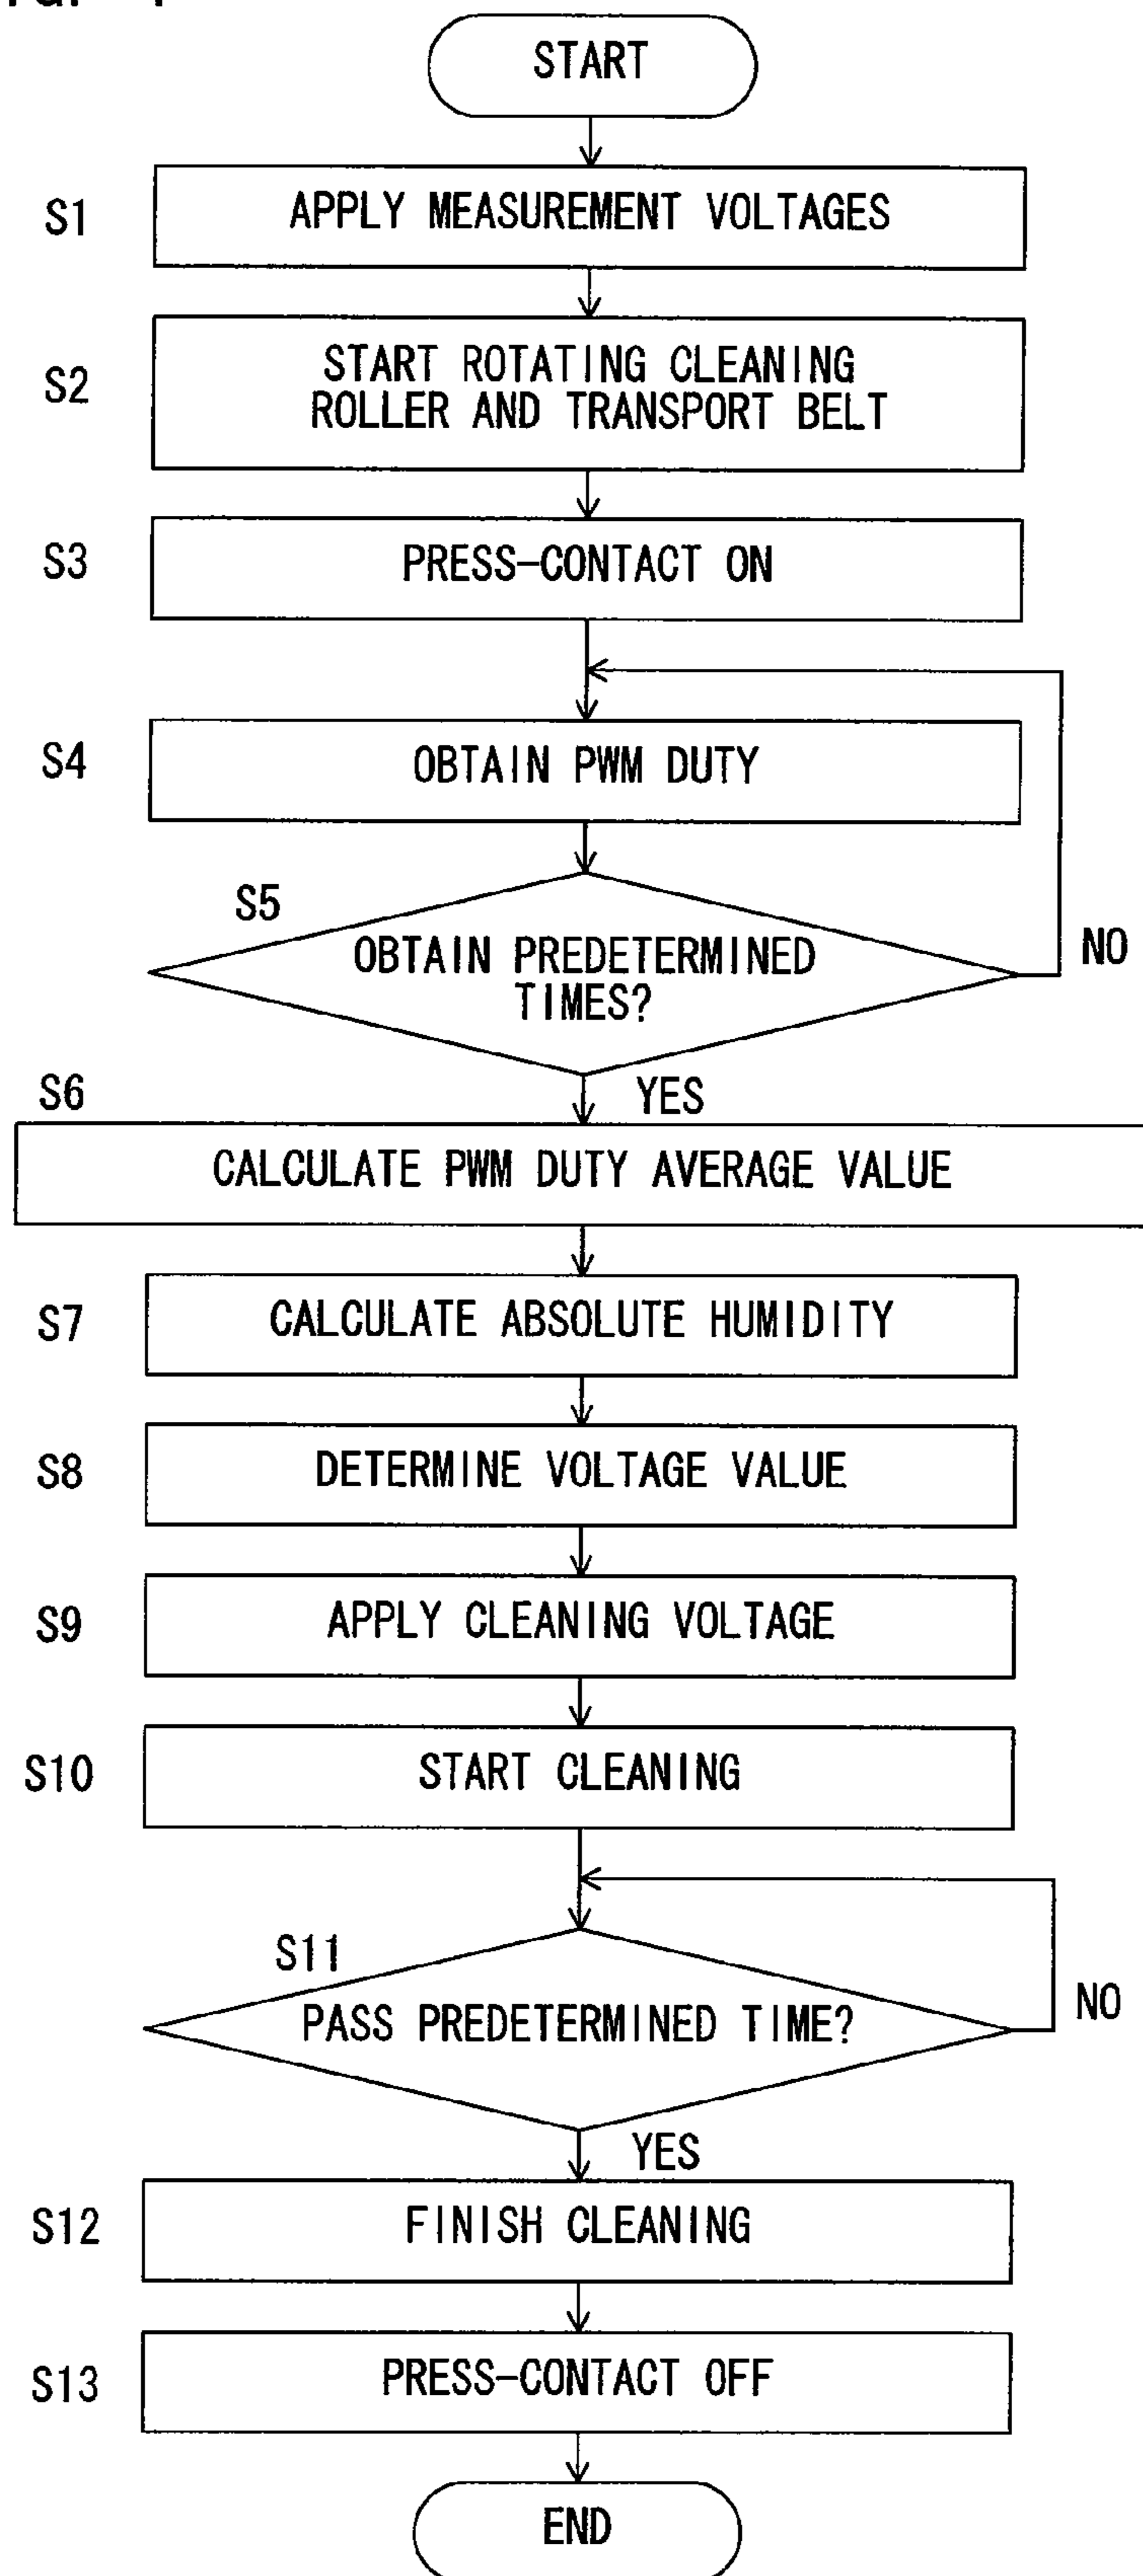 START
S1
APPLY MEASUREMENT VOLTAGES
S2
START ROTATING CLEANING
ROLLER AND TRANSPORT BELT
S3
PRESS-CONTACT ON
S4
OBTAIN PWM DUTY
S5
OBTAIN PREDETERMINED
TIMES?
NO
YES
S6
CALCULATE PWM DUTY AVERAGE VALUE
S7
CALCULATE ABSOLUTE HUMIDITY
S8
DETERMINE VOLTAGE VALUE
S9
APPLY CLEANING VOLTAGE
S10
START CLEANING
S11
PASS PREDETERMINED TIME?
NO
YES
S12
FINISH CLEANING
S13
PRESS-CONTACT OFF
END